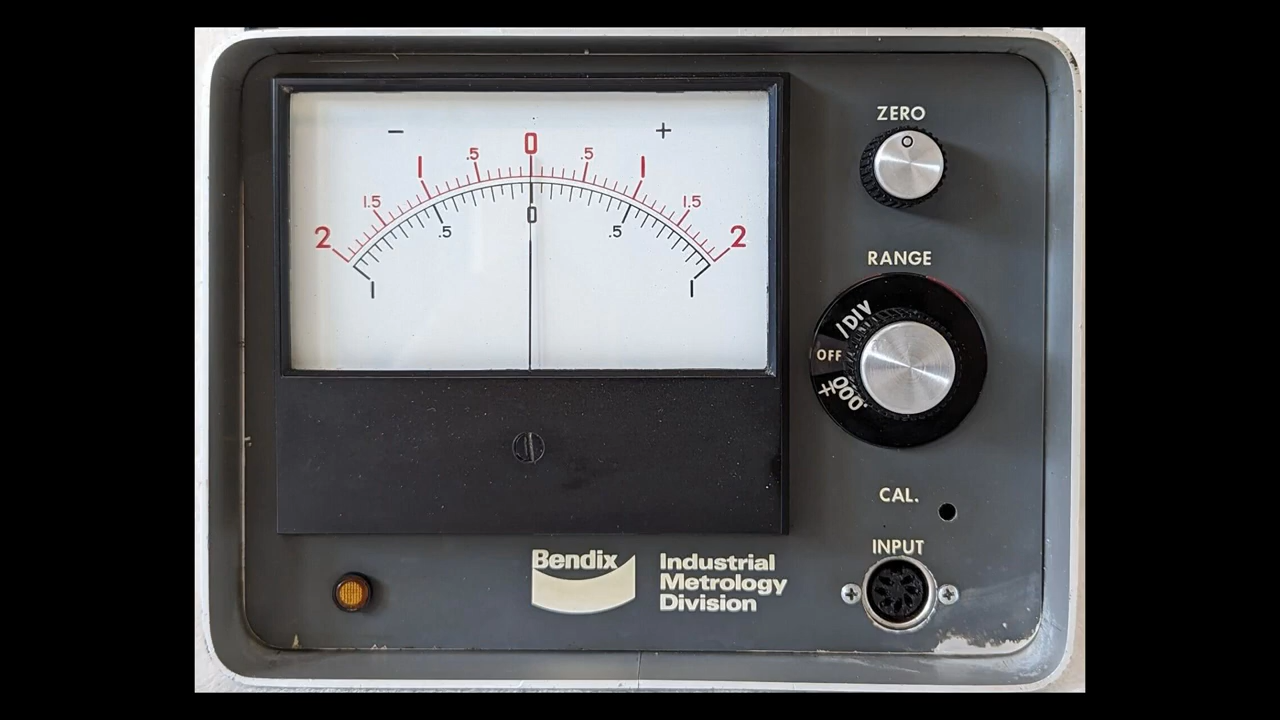 − +
1 .5 0 .5 1
1.5 1.5
2 2
.5 0 .5
1 1
ZERO
O
RANGE
/DIV
OFF
±.000
CAL.
INPUT
Bendix
Industrial
Metrology
Division